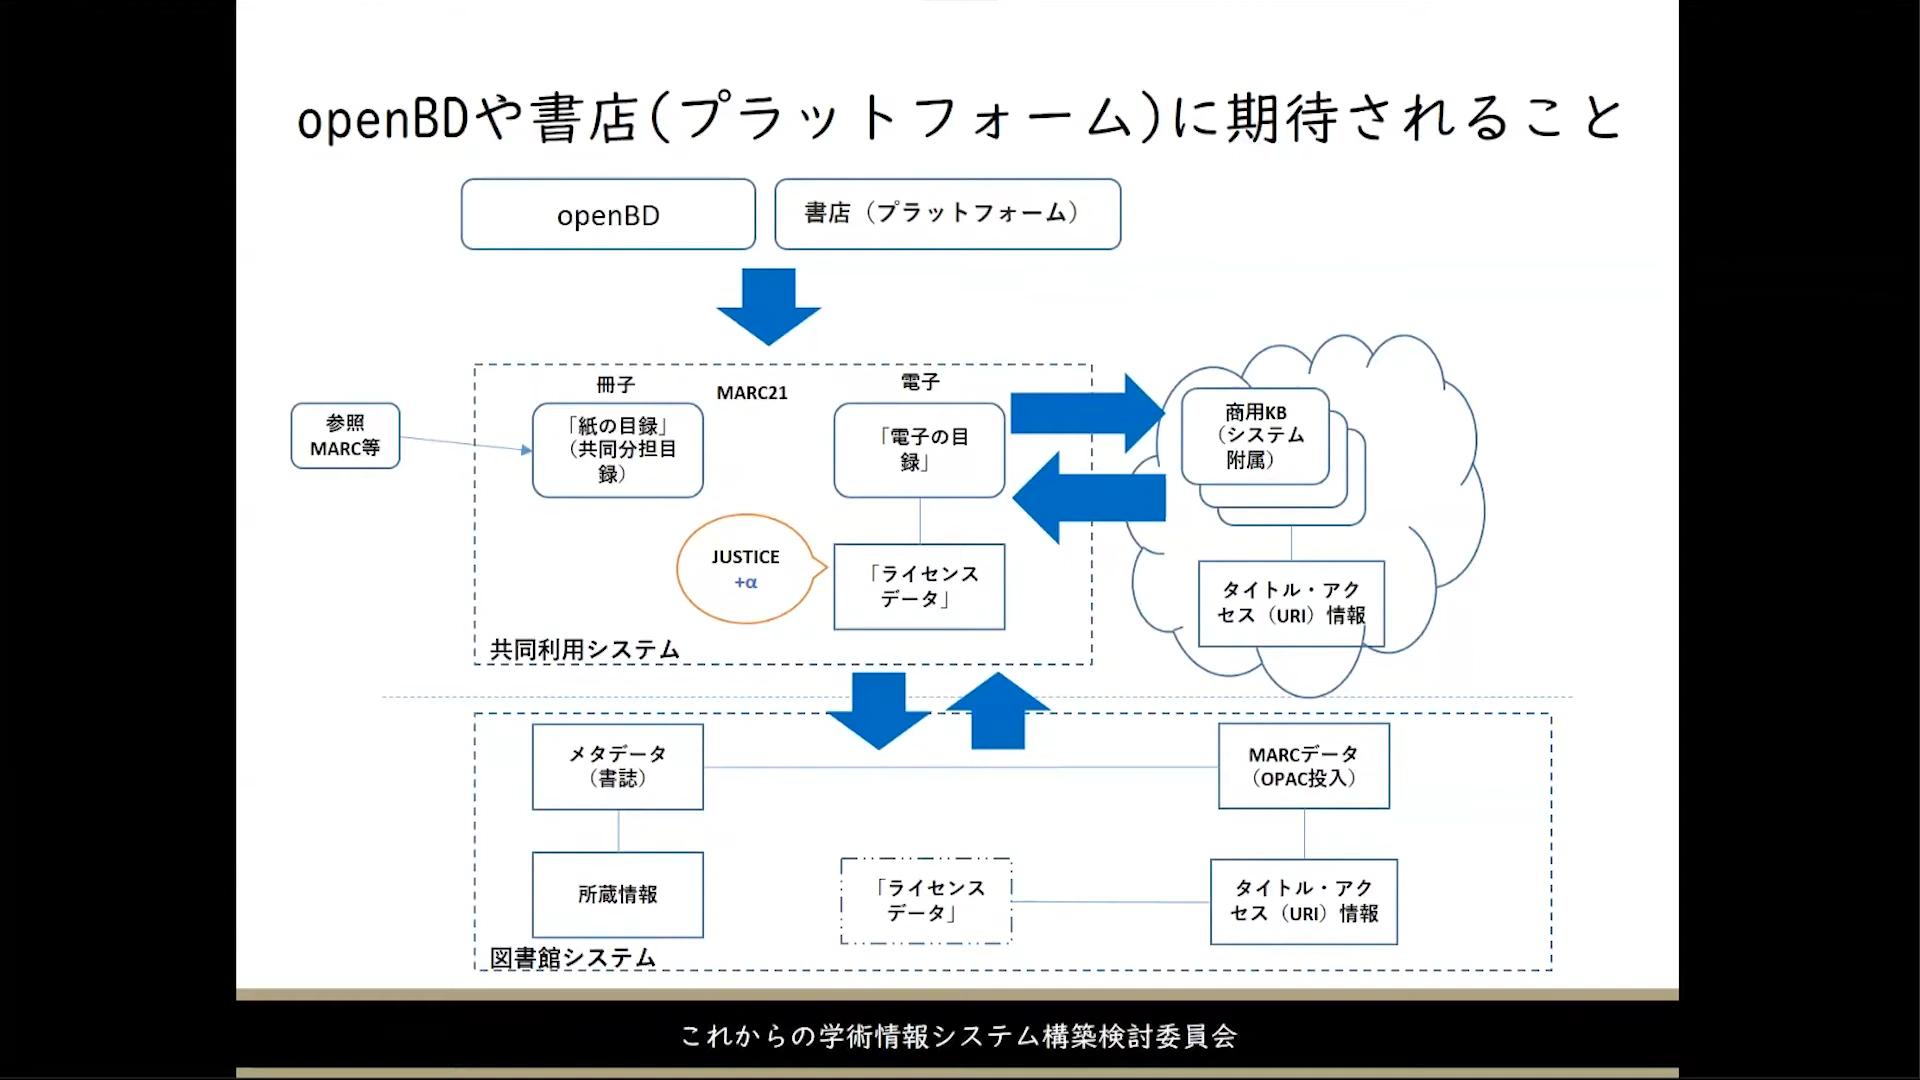 openBDや書店(プラットフォーム)に期待されること
openBD
書店（プラットフォーム）
冊子
MARC21
電子
参照
MARC等
「紙の目録」
（共同分担目
録）
「電子の目
録」
商用KB
（システム
附属）
JUSTICE
+α
「ライセンス
データ」
タイトル・アク
セス（URI）情報
共同利用システム
メタデータ
（書誌）
MARCデータ
（OPAC投入）
所蔵情報
「ライセンス
データ」
タイトル・アク
セス（URI）情報
図書館システム
これからの学術情報システム構築検討委員会